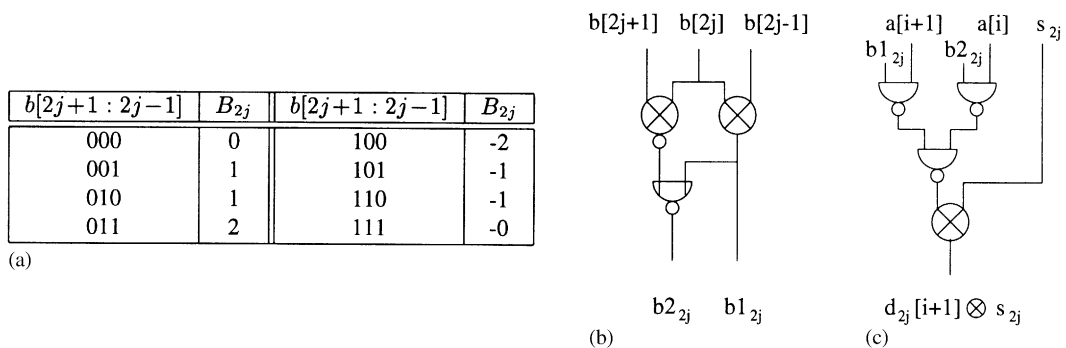 b[2j+1 : 2j−1] B₂ⱼ b[2j+1 : 2j−1] B₂ⱼ
000 0 100 -2
001 1 101 -1
010 1 110 -1
011 2 111 -0
(a)
b[2j+1] b[2j] b[2j-1]
b2₂ⱼ b1₂ⱼ
(b)
a[i+1] a[i] s₂ⱼ
b1₂ⱼ b2₂ⱼ
d₂ⱼ[i+1] ⊗ s₂ⱼ
(c)